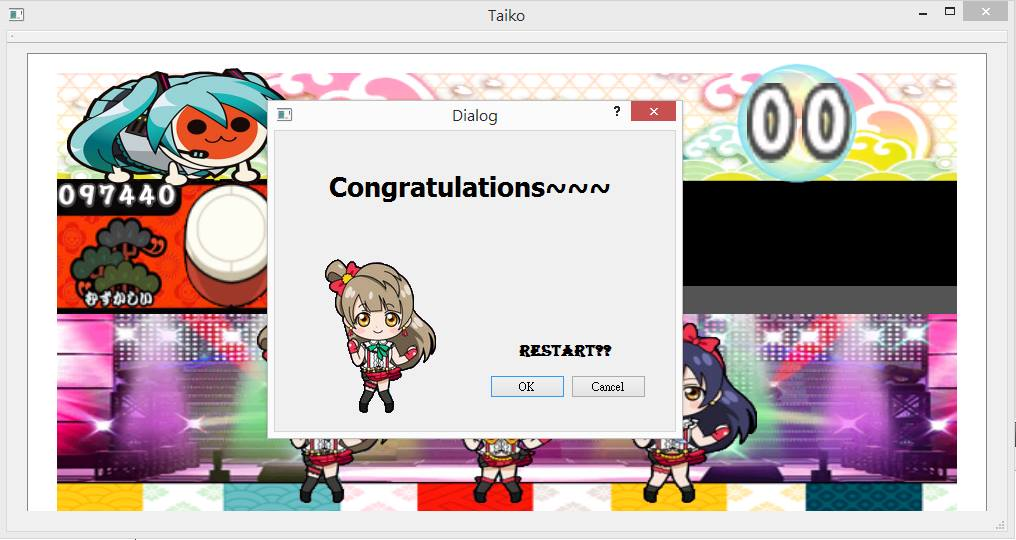 Taiko
Dialog
?
00
Congratulations~~~
097440
むずかしい
RESTART??
OK
Cancel